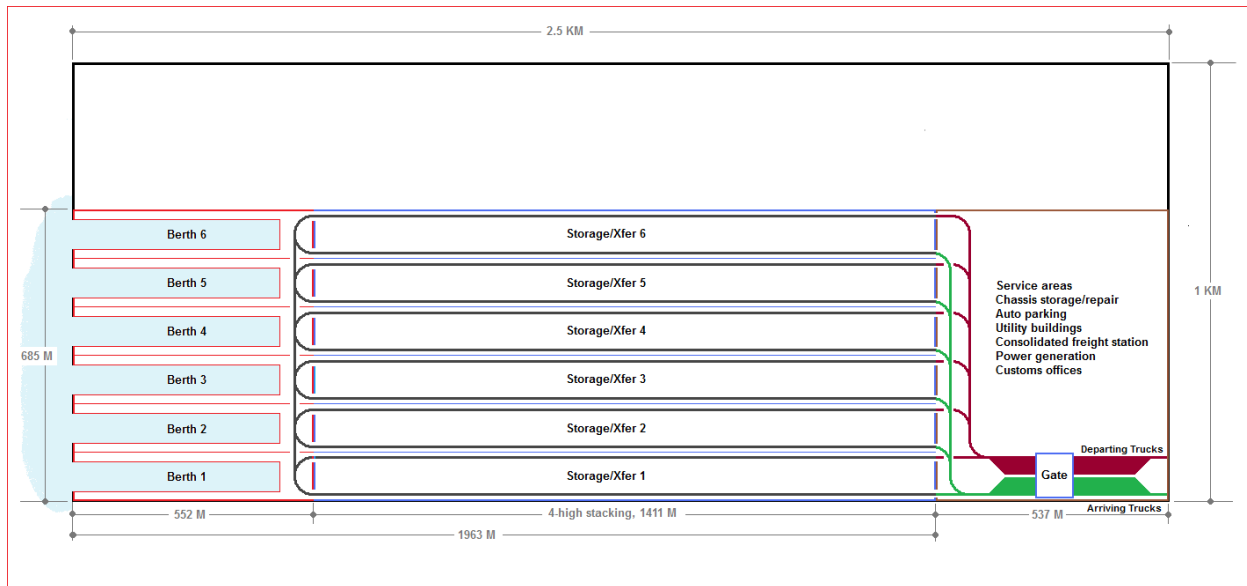 2.5 KM
Berth 6
Storage/Xfer 6
Berth 5
Storage/Xfer 5
Service areas
Chassis storage/repair
Auto parking
Utility buildings
Consolidated freight station
Power generation
Customs offices
1 KM
Berth 4
Storage/Xfer 4
685 M
Berth 3
Storage/Xfer 3
Berth 2
Storage/Xfer 2
Departing Trucks
Berth 1
Storage/Xfer 1
Gate
Arriving Trucks
552 M
4-high stacking, 1411 M
537 M
1963 M